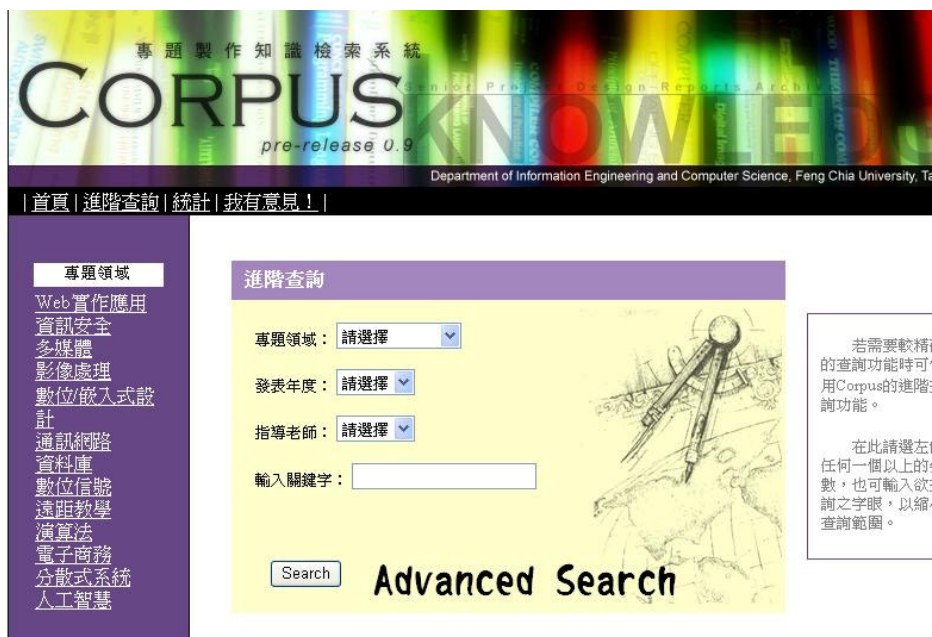 專題製作知識檢索系統
CORPUS
Senior Project Design-Reports Archive
KNOWLEDG
pre-release 0.9
Department of Information Engineering and Computer Science, Feng Chia University, Ta
| 首頁 | 進階查詢 | 統計 | 我有意見！ |
專題領域
Web實作應用
資訊安全
多媒體
影像處理
數位/嵌入式設
計
通訊網路
資料庫
數位信號
遠距教學
演算法
電子商務
分散式系統
人工智慧
進階查詢
專題領域： 請選擇
發表年度： 請選擇
指導老師： 請選擇
輸入關鍵字：
Search
Advanced Search
若需要較精
的查詢功能時可
用Corpus的進階
詢功能。
在此請選左
任何一個以上的
數，也可輸入欲
詢之字眼，以縮
查詢範圍。